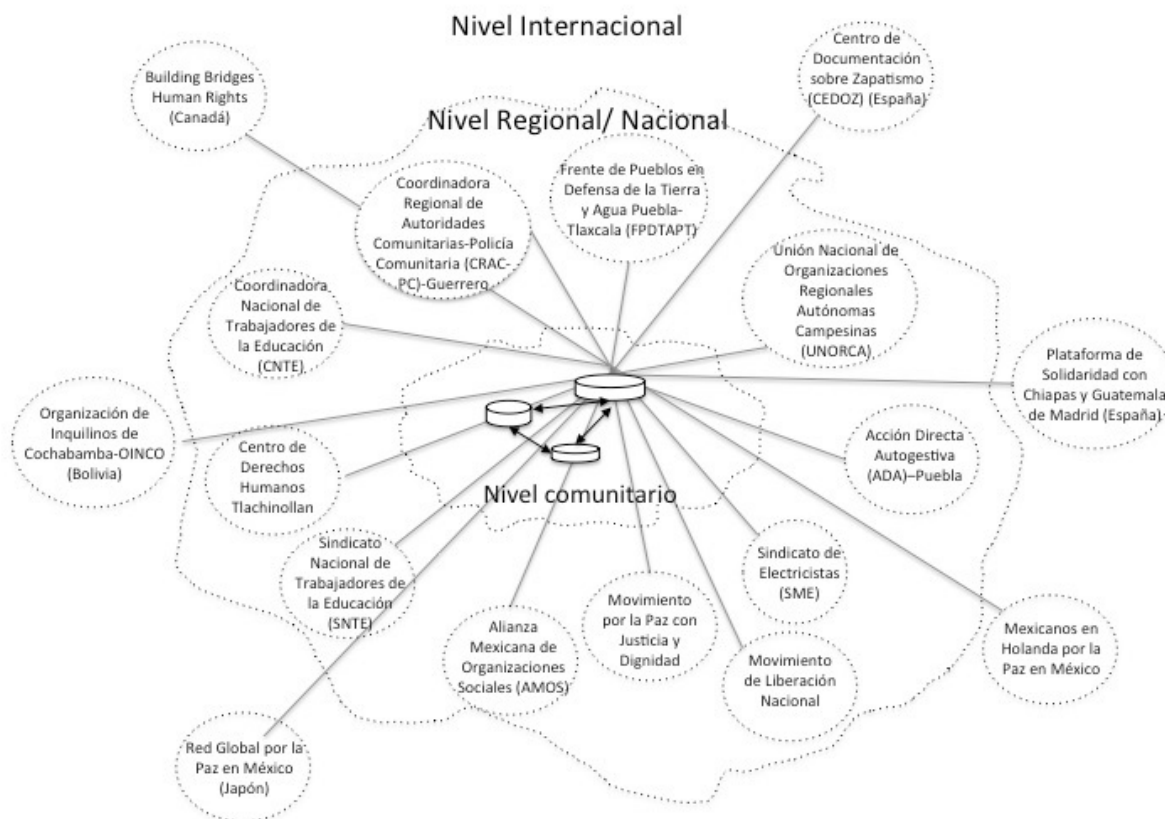 Nivel Internacional
Building Bridges
Human Rights
(Canadá)
Centro de
Documentación
sobre Zapatismo
(CEDOZ) (España)
Nivel Regional/ Nacional
Coordinadora
Regional de
Autoridades
Comunitarias-Policía
Comunitaria (CRAC-
PC)-Guerrero
Frente de Pueblos en
Defensa de la Tierra
y Agua Puebla-
Tlaxcala (FPDTAPT)
Unión Nacional de
Organizaciones
Regionales
Autónomas
Campesinas
(UNORCA)
Coordinadora
Nacional de
Trabajadores de
la Educación
(CNTE)
Plataforma de
Solidaridad con
Chiapas y Guatemala
de Madrid (España)
Organización de
Inquilinos de
Cochabamba-OINCO
(Bolivia)
Centro de
Derechos
Humanos
Tlachinollan
Acción Directa
Autogestiva
(ADA)–Puebla
Nivel comunitario
Sindicato
Nacional de
Trabajadores de
la Educación
(SNTE)
Alianza
Mexicana de
Organizaciones
Sociales (AMOS)
Movimiento
por la Paz con
Justicia y
Dignidad
Sindicato de
Electricistas
(SME)
Movimiento
de Liberación
Nacional
Mexicanos en
Holanda por la
Paz en México
Red Global por la
Paz en México
(Japón)